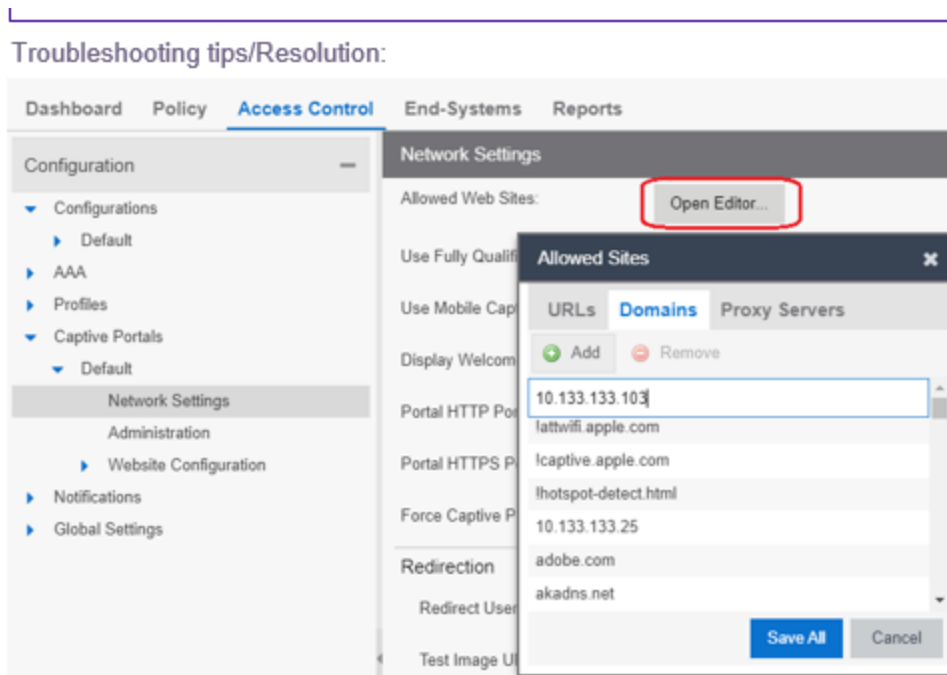 Troubleshooting tips/Resolution:
Dashboard Policy Access Control End-Systems Reports
Configuration
Configurations
Default
AAA
Profiles
Captive Portals
Default
Network Settings
Administration
Website Configuration
Notifications
Global Settings
Network Settings
Allowed Web Sites:
Open Editor...
Use Fully Qualifi
Use Mobile Cap
Display Welcom
Portal HTTP Por
Portal HTTPS P
Force Captive P
Redirection
Redirect User
Test Image U
Allowed Sites
URLs Domains Proxy Servers
Add Remove
10.133.133.103
!attwifi.apple.com
!captive.apple.com
!hotspot-detect.html
10.133.133.25
adobe.com
akadns.net
Save All Cancel